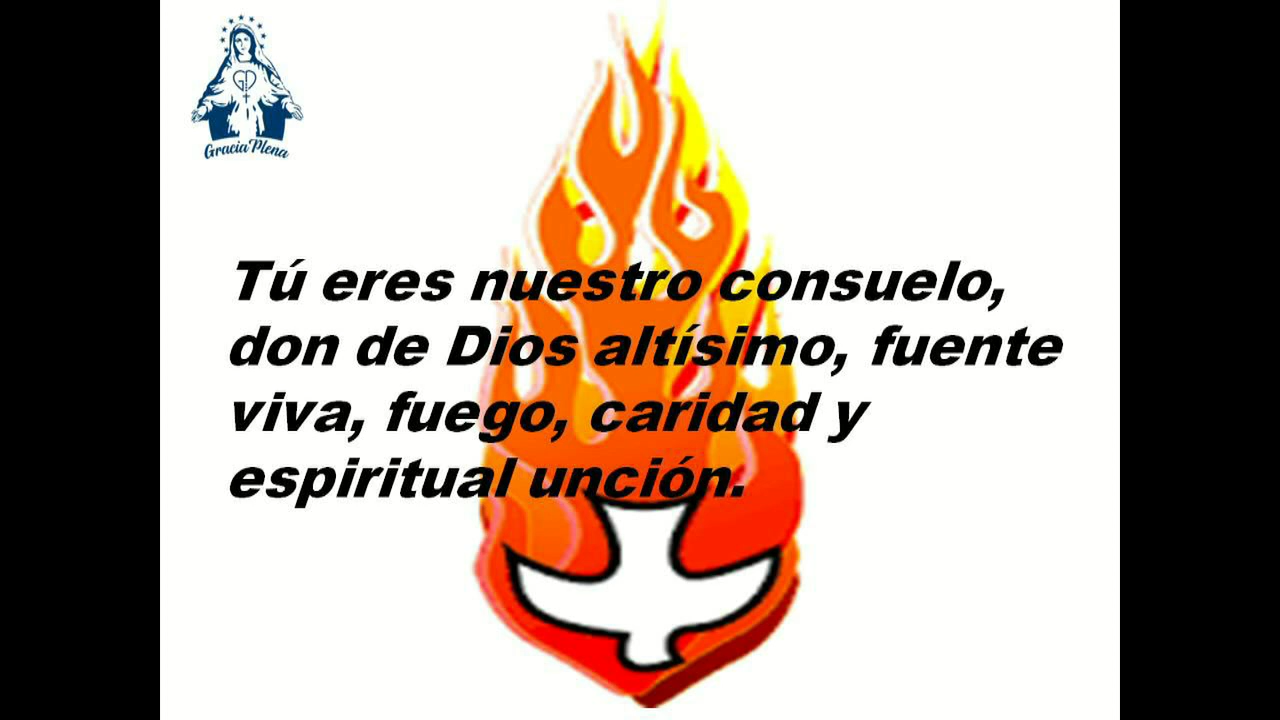 Gracia Plena
Tú eres nuestro consuelo,
don de Dios altísimo, fuente
viva, fuego, caridad y
espiritual unción.